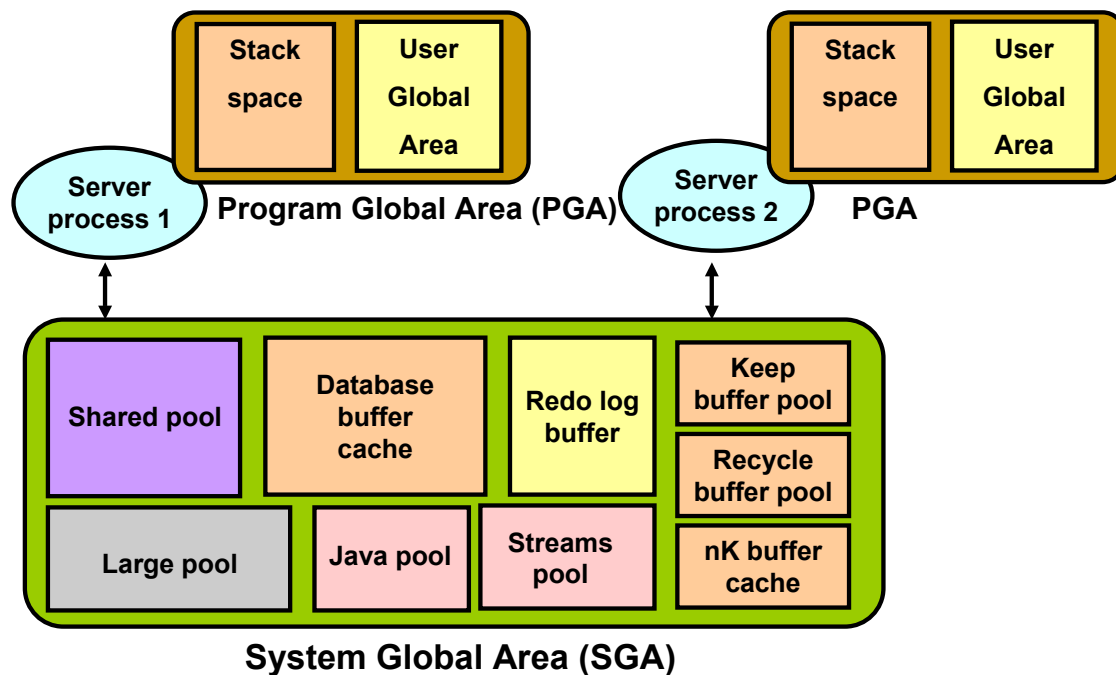 Stack
space
User
Global
Area
Server
process 1
Program Global Area (PGA)
Stack
space
User
Global
Area
Server
process 2
PGA
Shared pool
Database
buffer
cache
Redo log
buffer
Keep
buffer pool
Recycle
buffer pool
nK buffer
cache
Large pool
Java pool
Streams
pool
System Global Area (SGA)